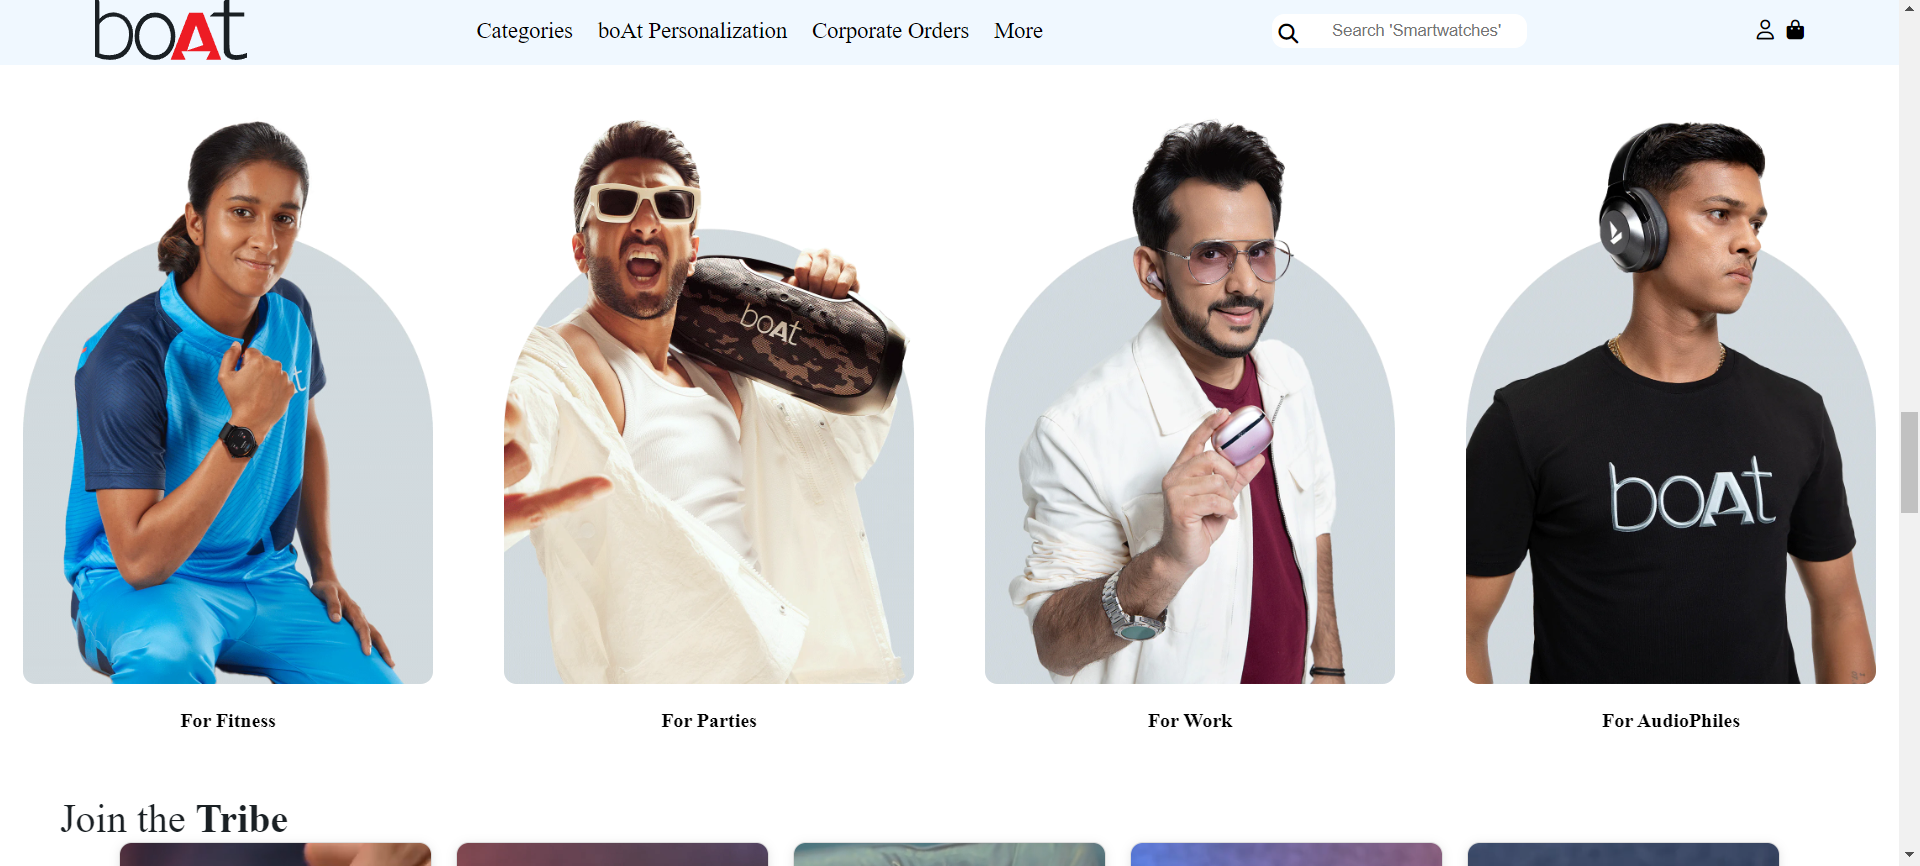 boAt
Categories boAt Personalization Corporate Orders More Search 'Smartwatches'
boAt
boAt
For Fitness For Parties For Work For AudioPhiles
Join the Tribe